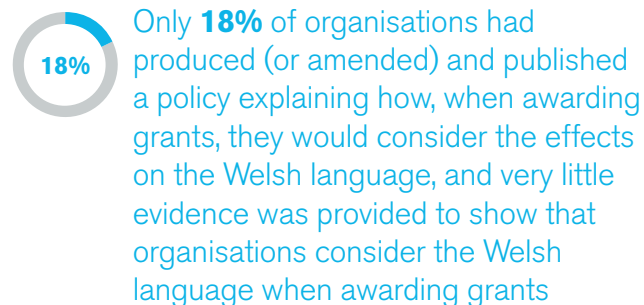 18%
Only 18% of organisations had
produced (or amended) and published
a policy explaining how, when awarding
grants, they would consider the effects
on the Welsh language, and very little
evidence was provided to show that
organisations consider the Welsh
language when awarding grants